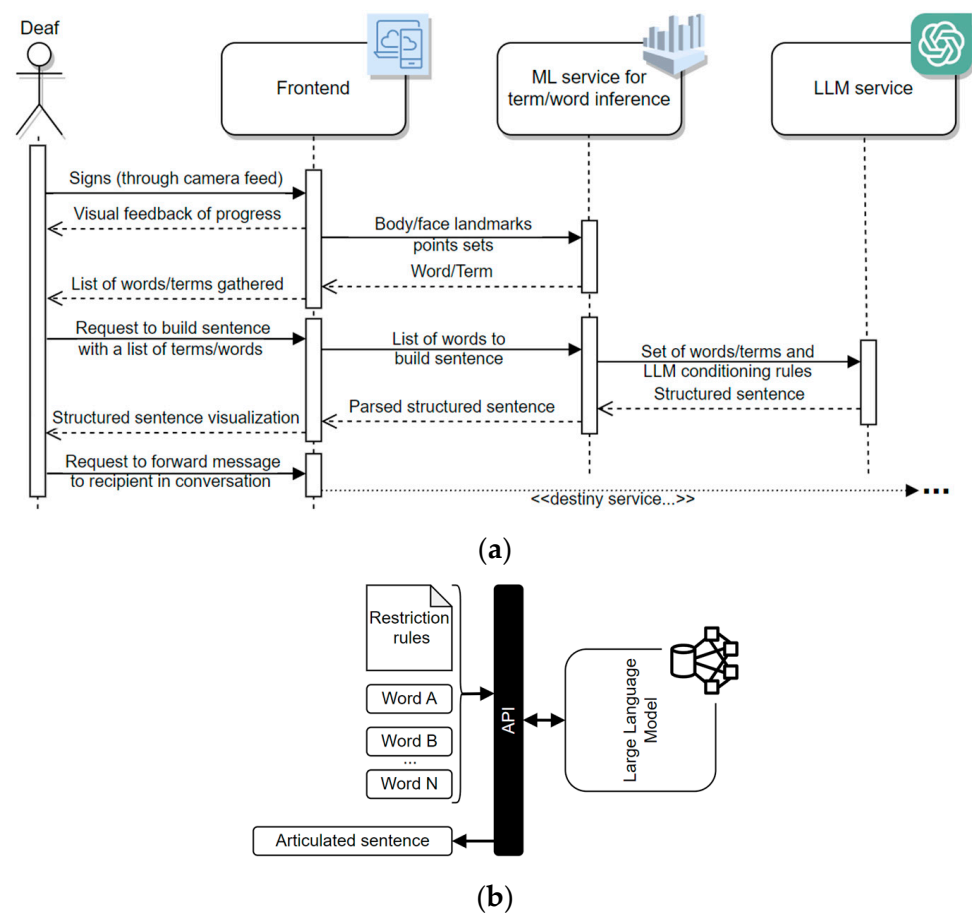 Deaf
Frontend
ML service for
term/word inference
LLM service
Signs (through camera feed)
Visual feedback of progress
Body/face landmarks
points sets
Word/Term
List of words/terms gathered
Request to build sentence
with a list of terms/words
List of words to
build sentence
Set of words/terms and
LLM conditioning rules
Structured sentence
Parsed structured sentence
Structured sentence visualization
Request to forward message
to recipient in conversation
<<destiny service...>>
...
(a)
Restriction
rules
Word A
Word B
...
Word N
API
Large Language
Model
Articulated sentence
(b)